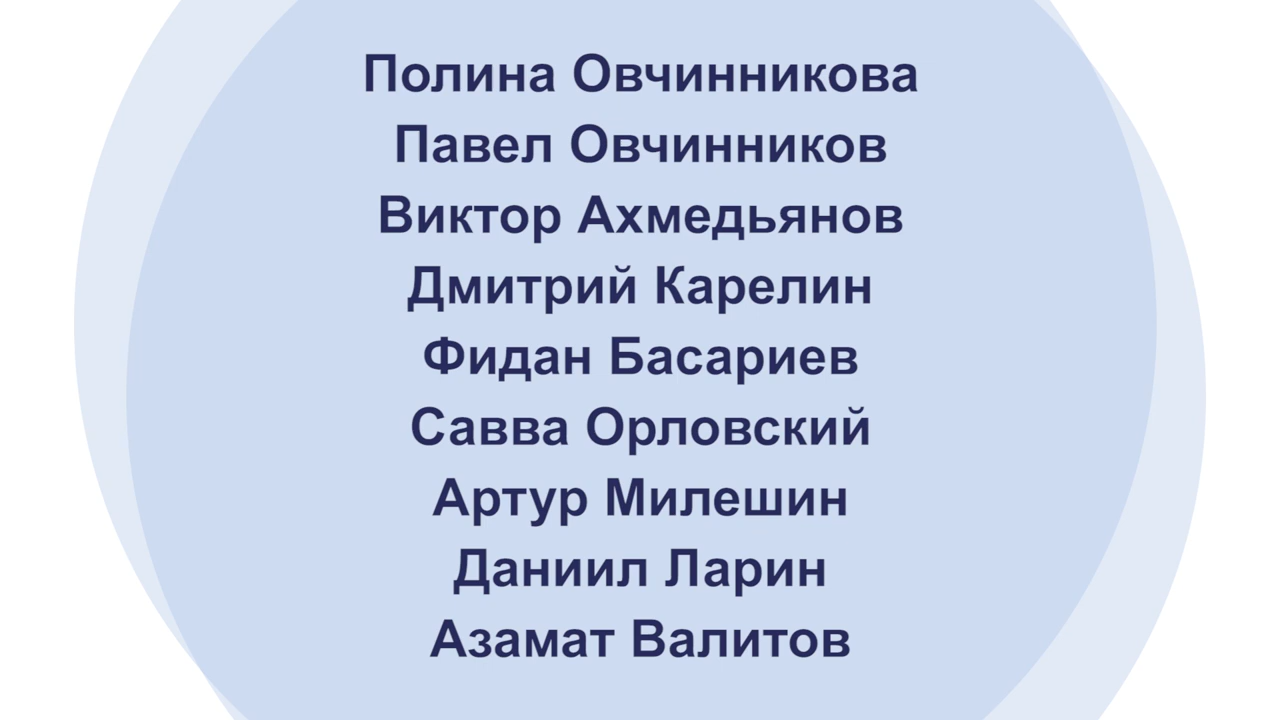 Полина Овчинникова
Павел Овчинников
Виктор Ахмедьянов
Дмитрий Карелин
Фидан Басариев
Савва Орловский
Артур Милешин
Даниил Ларин
Азамат Валитов